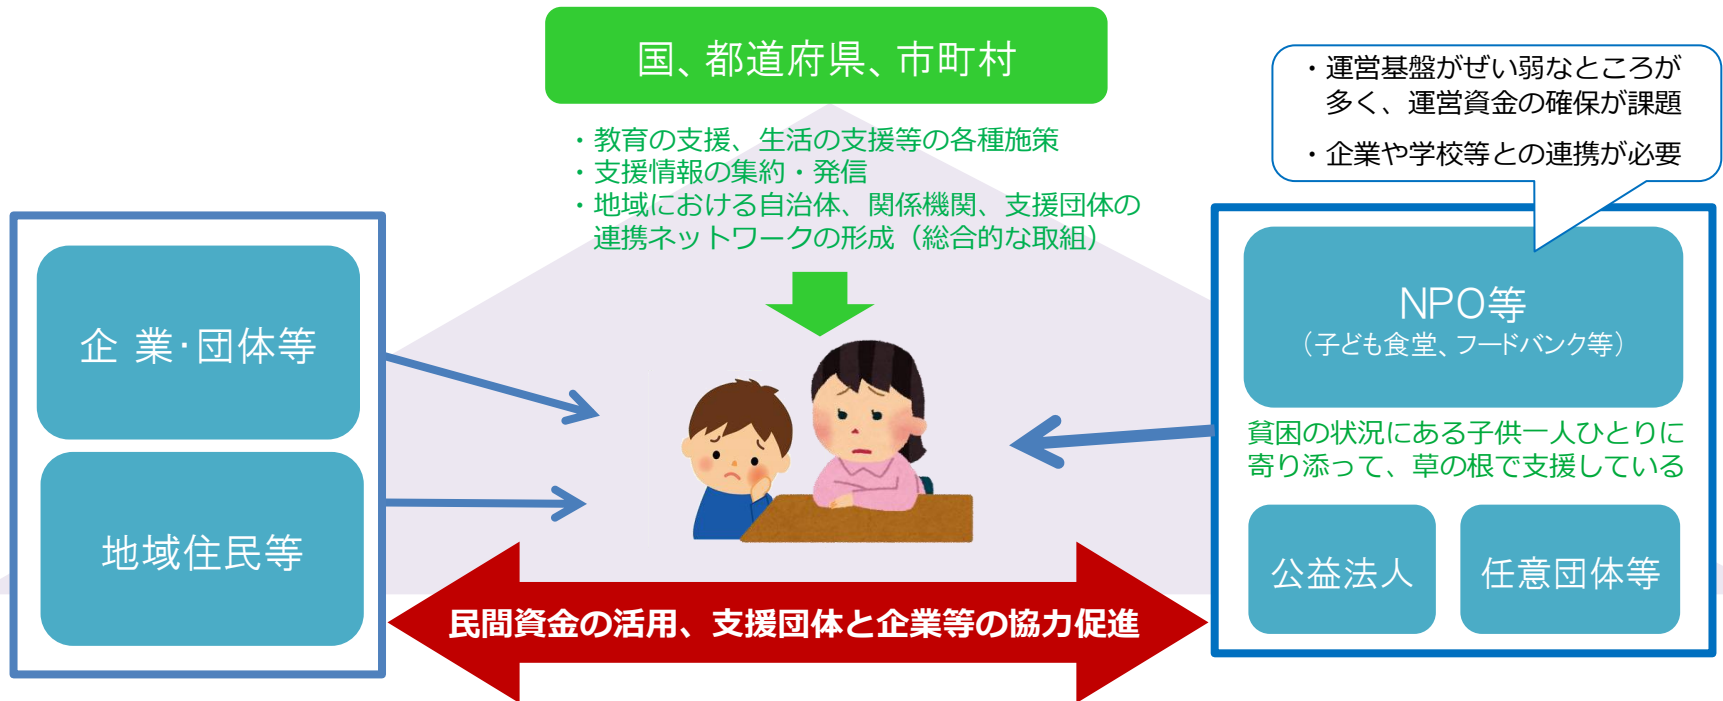 国、都道府県、市町村
・教育の支援、生活の支援等の各種施策
・支援情報の集約・発信
・地域における自治体、関係機関、支援団体の
連携ネットワークの形成（総合的な取組）
・運営基盤がぜい弱なところが
多く、運営資金の確保が課題
・企業や学校等との連携が必要
企 業・団体等
地域住民等
NPO等
（子ども食堂、フードバンク等）
貧困の状況にある子供一人ひとりに
寄り添って、草の根で支援している
公益法人
任意団体等
民間資金の活用、支援団体と企業等の協力促進